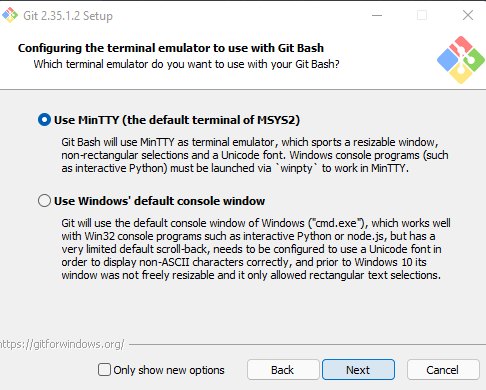 Git 2.35.1.2 Setup
Configuring the terminal emulator to use with Git Bash
Which terminal emulator do you want to use with your Git Bash?
Use MinTTY (the default terminal of MSYS2)
Git Bash will use MinTTY as terminal emulator, which sports a resizable window,
non-rectangular selections and a Unicode font. Windows console programs (such
as interactive Python) must be launched via `winpty` to work in MinTTY.
Use Windows' default console window
Git will use the default console window of Windows ("cmd.exe"), which works well
with Win32 console programs such as interactive Python or node.js, but has a
very limited default scroll-back, needs to be configured to use a Unicode font in
order to display non-ASCII characters correctly, and prior to Windows 10 its
window was not freely resizable and it only allowed rectangular text selections.
https://gitforwindows.org/
Only show new options
Back
Next
Cancel